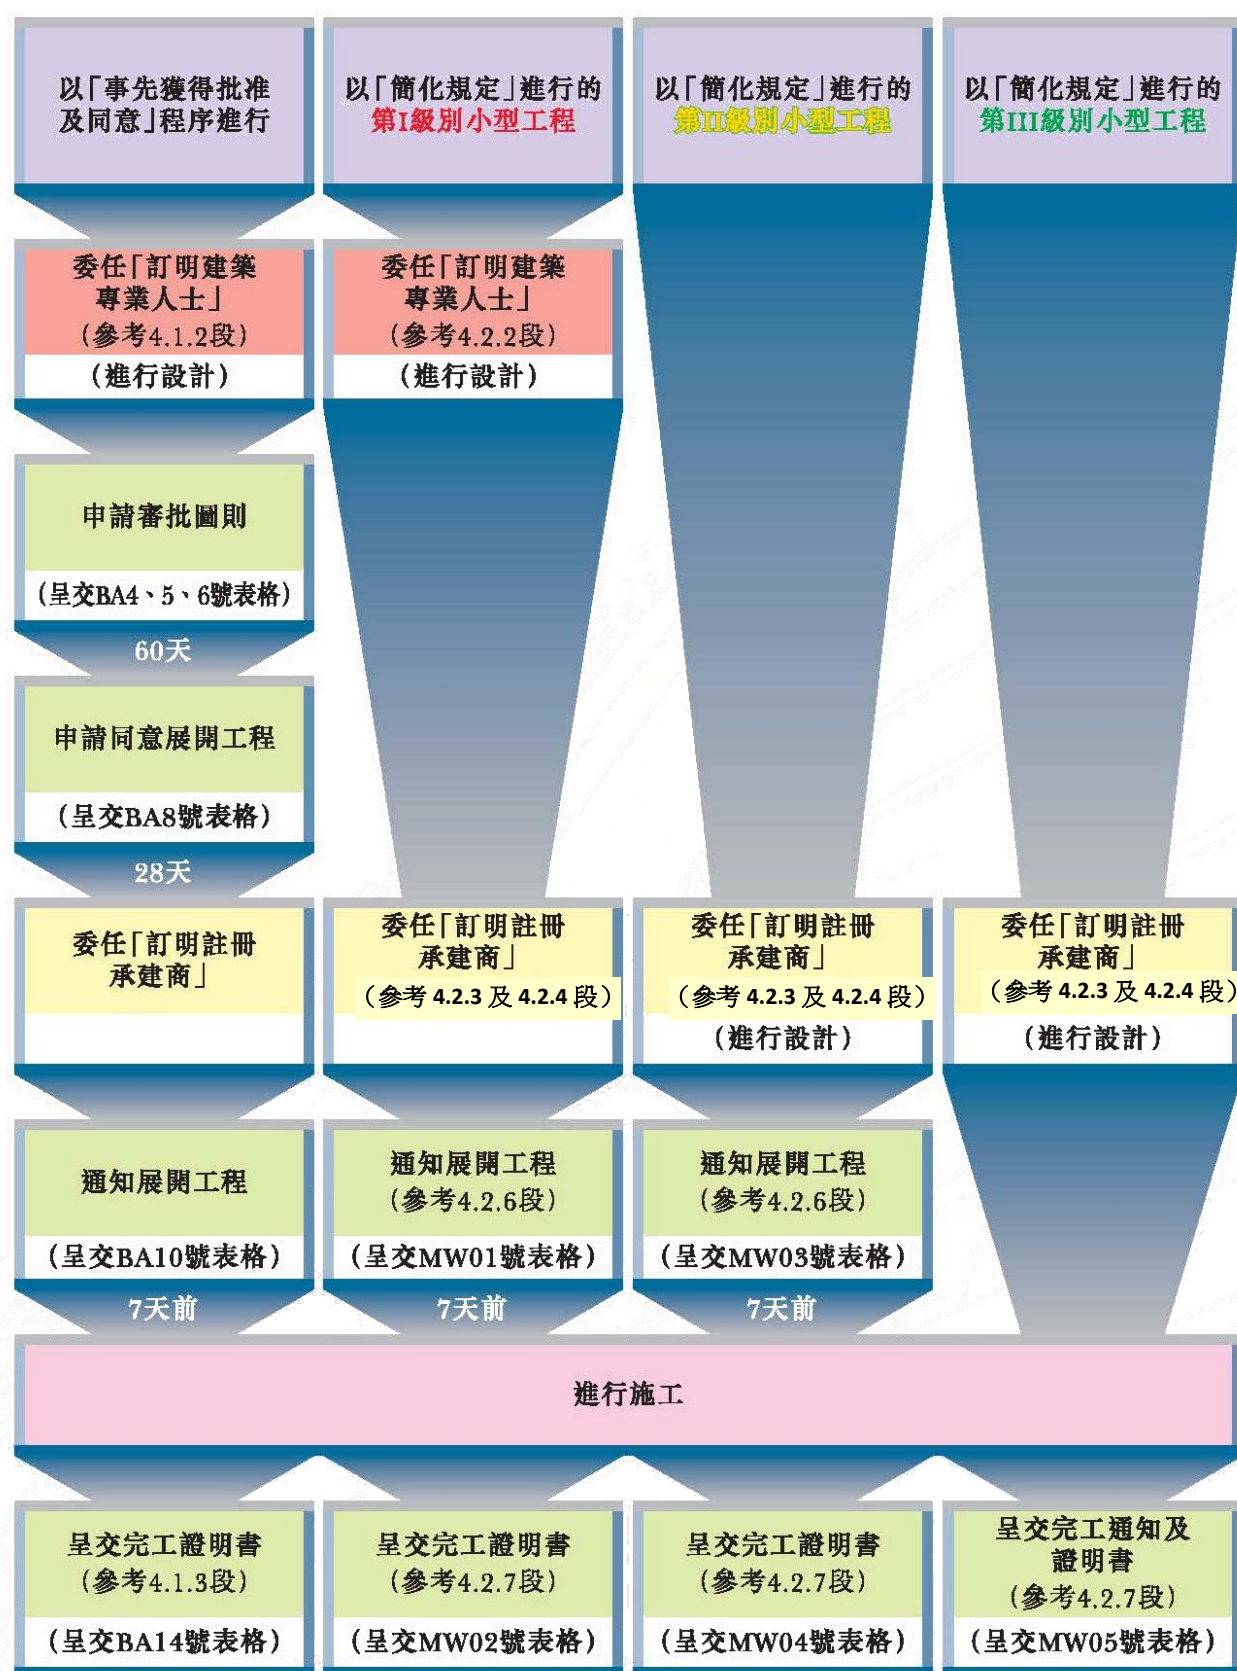 以「事先獲得批准
及同意」程序進行
以「簡化規定」進行的
第I級別小型工程
以「簡化規定」進行的
第II級別小型工程
以「簡化規定」進行的
第III級別小型工程
委任「訂明建築
專業人士」
(參考4.1.2段)
(進行設計)
委任「訂明建築
專業人士」
(參考4.2.2段)
(進行設計)
申請審批圖則
(呈交BA4、5、6號表格)
60天
申請同意展開工程
(呈交BA8號表格)
28天
委任「訂明註冊
承建商」
委任「訂明註冊
承建商」
(參考 4.2.3 及 4.2.4 段)
委任「訂明註冊
承建商」
(參考 4.2.3 及 4.2.4 段)
(進行設計)
委任「訂明註冊
承建商」
(參考 4.2.3 及 4.2.4 段)
(進行設計)
通知展開工程
(呈交BA10號表格)
7天前
通知展開工程
(參考4.2.6段)
(呈交MW01號表格)
7天前
通知展開工程
(參考4.2.6段)
(呈交MW03號表格)
7天前
進行施工
呈交完工證明書
(參考4.1.3段)
(呈交BA14號表格)
呈交完工證明書
(參考4.2.7段)
(呈交MW02號表格)
呈交完工證明書
(參考4.2.7段)
(呈交MW04號表格)
呈交完工通知及
證明書
(參考4.2.7段)
(呈交MW05號表格)